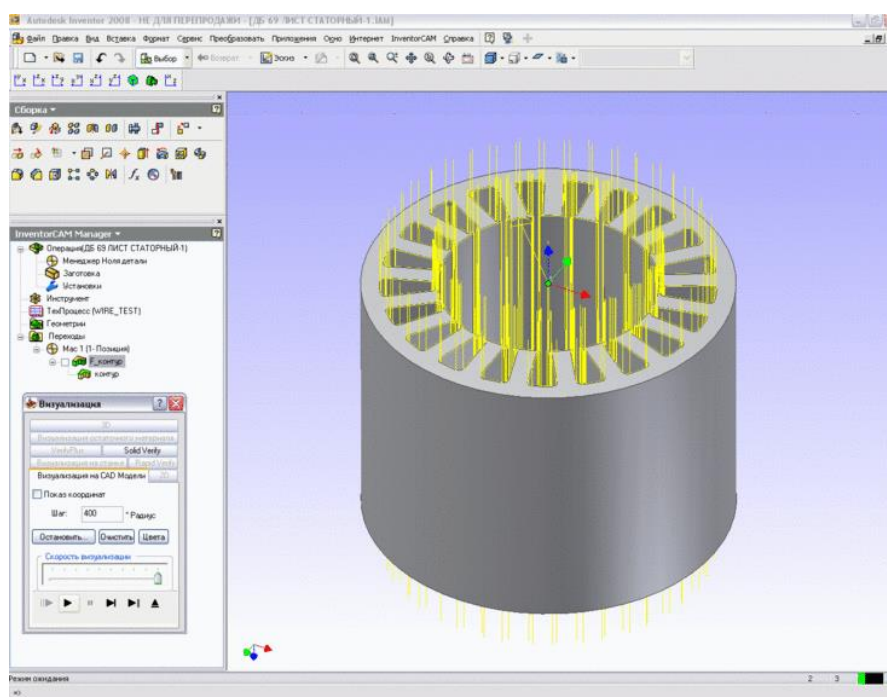 Autodesk Inventor 2008 - НЕ ДЛЯ ПЕРЕПРОДАЖИ - [ДБ 69 ЛИСТ СТАТОРНЫЙ-1.IAM]
Файл Правка Вид Вставка Формат Сервис Преобразовать Приложения Окно Интернет InventorCAM Справка
Выбор Возврат Эскиз
Сборка
InventorCAM Manager
Операция(ДБ 69 ЛИСТ СТАТОРНЫЙ-1)
Менеджер Ноля детали
Заготовка
Установки
Инструмент
ТехПроцесс (WIRE_TEST)
Геометрии
Переходы
Мас 1 (1- Позиция)
F_контур
контур
Визуализация
3D
Визуализация остаточного материала
VerifyPlus Solid Verify
Визуализация на станке Rapid Verify
Визуализация на CAD Модели 2D
Показ координат
Шаг: 400 * Радиус
Остановить... Очистить Цвета
Скорость визуализации
Режим ожидания 2 3